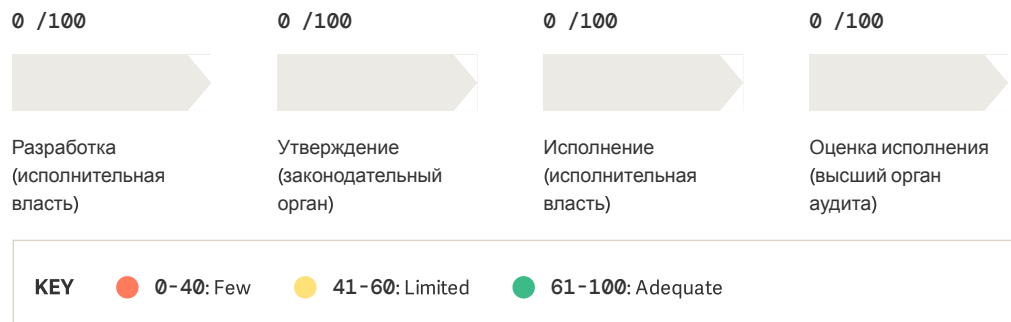 0 /100 0 /100 0 /100 0 /100
Разработка
(исполнительная
власть)
Утверждение
(законодательный
орган)
Исполнение
(исполнительная
власть)
Оценка исполнения
(высший орган
аудита)
KEY 0-40: Few 41-60: Limited 61-100: Adequate